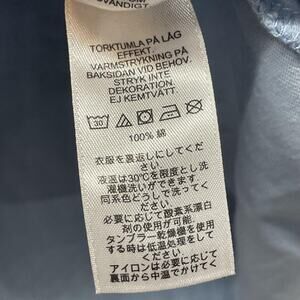 SVÄNDIGT
TORKTUMLA PÅ LÅG
EFFEKT.
VARMSTRYKNING PÅ
BAKSIDAN VID BEHOV.
STRYK INTE
DEKORATION.
EJ KEMTVÄTT.
30
100% 綿
衣服を裏返しにしてくださ
い。
液温は30℃を限度とし洗
濯機洗いができます
同系色どうしで洗ってく
ださい
必要に応じて酸素系漂白
剤の使用が可能
タンブラー乾燥機を使用
する時は低温処理をして
ください
アイロンは必要に応じて
裏面から中温でかけて